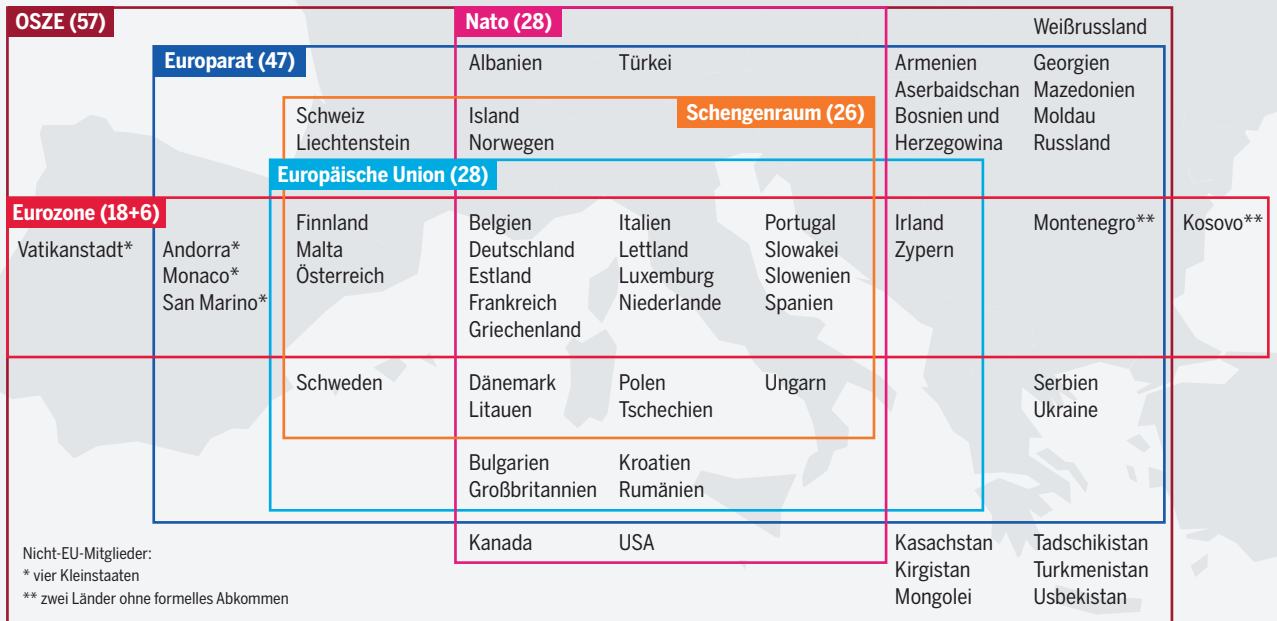 OSZE (57)
Nato (28)
Weißrussland
Europarat (47)
Albanien
Türkei
Armenien
Aserbaidschan
Bosnien und
Herzegowina
Georgien
Mazedonien
Moldau
Russland
Schweiz
Liechtenstein
Island
Norwegen
Schengenraum (26)
Europäische Union (28)
Eurozone (18+6)
Vatikanstadt*
Andorra*
Monaco*
San Marino*
Finnland
Malta
Österreich
Belgien
Deutschland
Estland
Frankreich
Griechenland
Italien
Lettland
Luxemburg
Niederlande
Portugal
Slowakei
Slowenien
Spanien
Irland
Zypern
Montenegro**
Kosovo**
Schweden
Dänemark
Litauen
Polen
Tschechien
Ungarn
Serbien
Ukraine
Bulgarien
Großbritannien
Kroatien
Rumänien
Kanada
USA
Kasachstan
Kirgistan
Mongolei
Tadschikistan
Turkmenistan
Usbekistan
Nicht-EU-Mitglieder:
* vier Kleinstaaten
** zwei Länder ohne formelles Abkommen